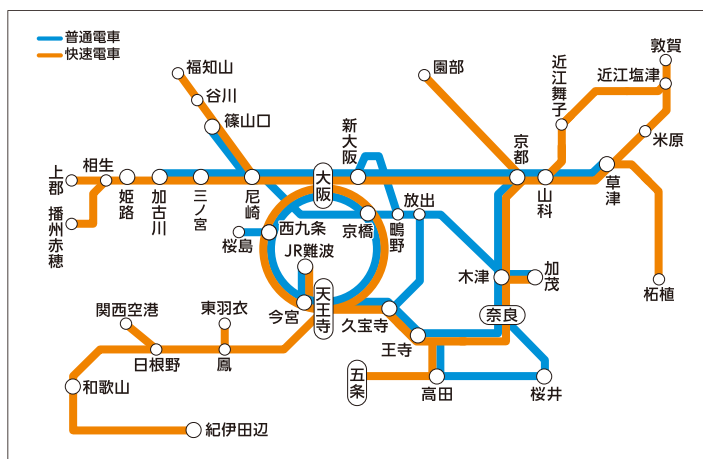 普通電車
快速電車
福知山
谷川
篠山口
園部
敦賀
近江塩津
近江舞子
米原
新大阪
京都
山科
草津
柘植
上郡
相生
播州赤穂
姫路
加古川
三ノ宮
尼崎
大阪
放出
鴫野
京橋
西九条
桜島
JR難波
今宮
天王寺
久宝寺
王寺
木津
加茂
奈良
五条
高田
桜井
関西空港
東羽衣
日根野
鳳
和歌山
紀伊田辺